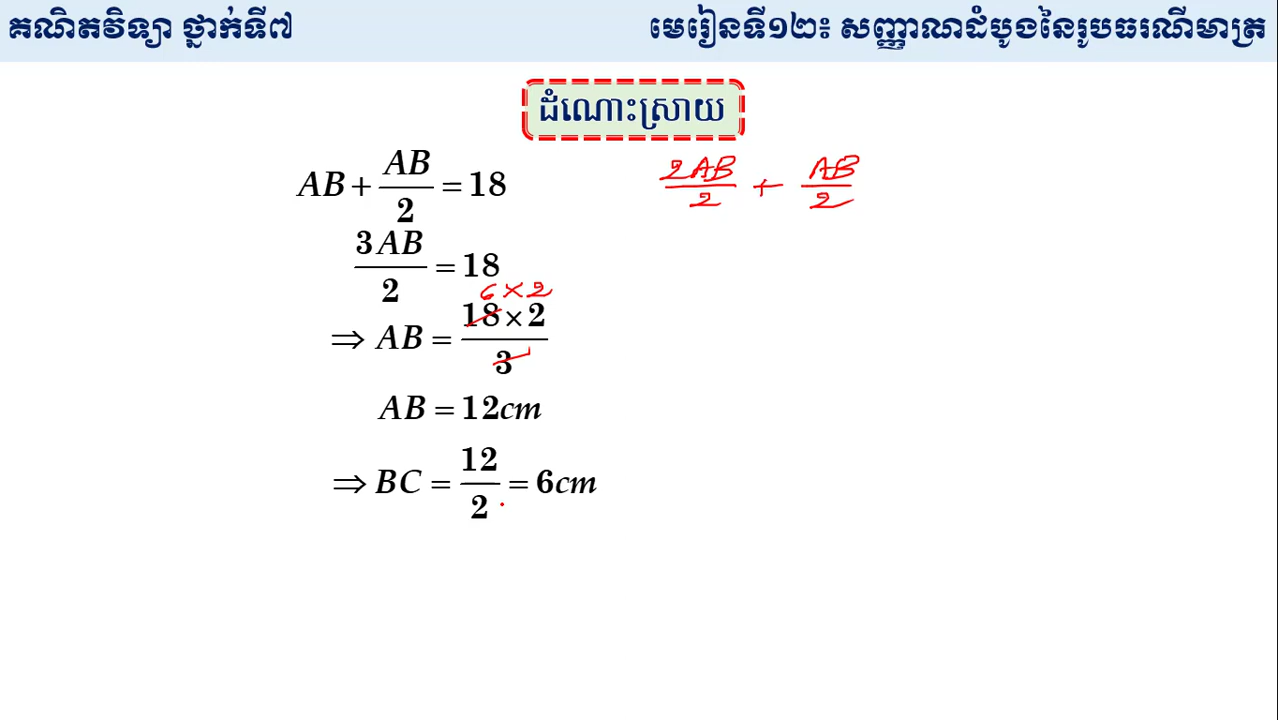 គណិតវិទ្យា ថ្នាក់ទី៧
មេរៀនទី១២៖ សញ្ញាណដំបូងនៃរូបធរណីមាត្រ
ដំណោះស្រាយ
AB + AB/2 = 18
2AB/2 + AB/2
3AB/2 = 18
6 × 2
⇒ AB = 18 × 2/3
AB = 12cm
⇒ BC = 12/2 = 6cm